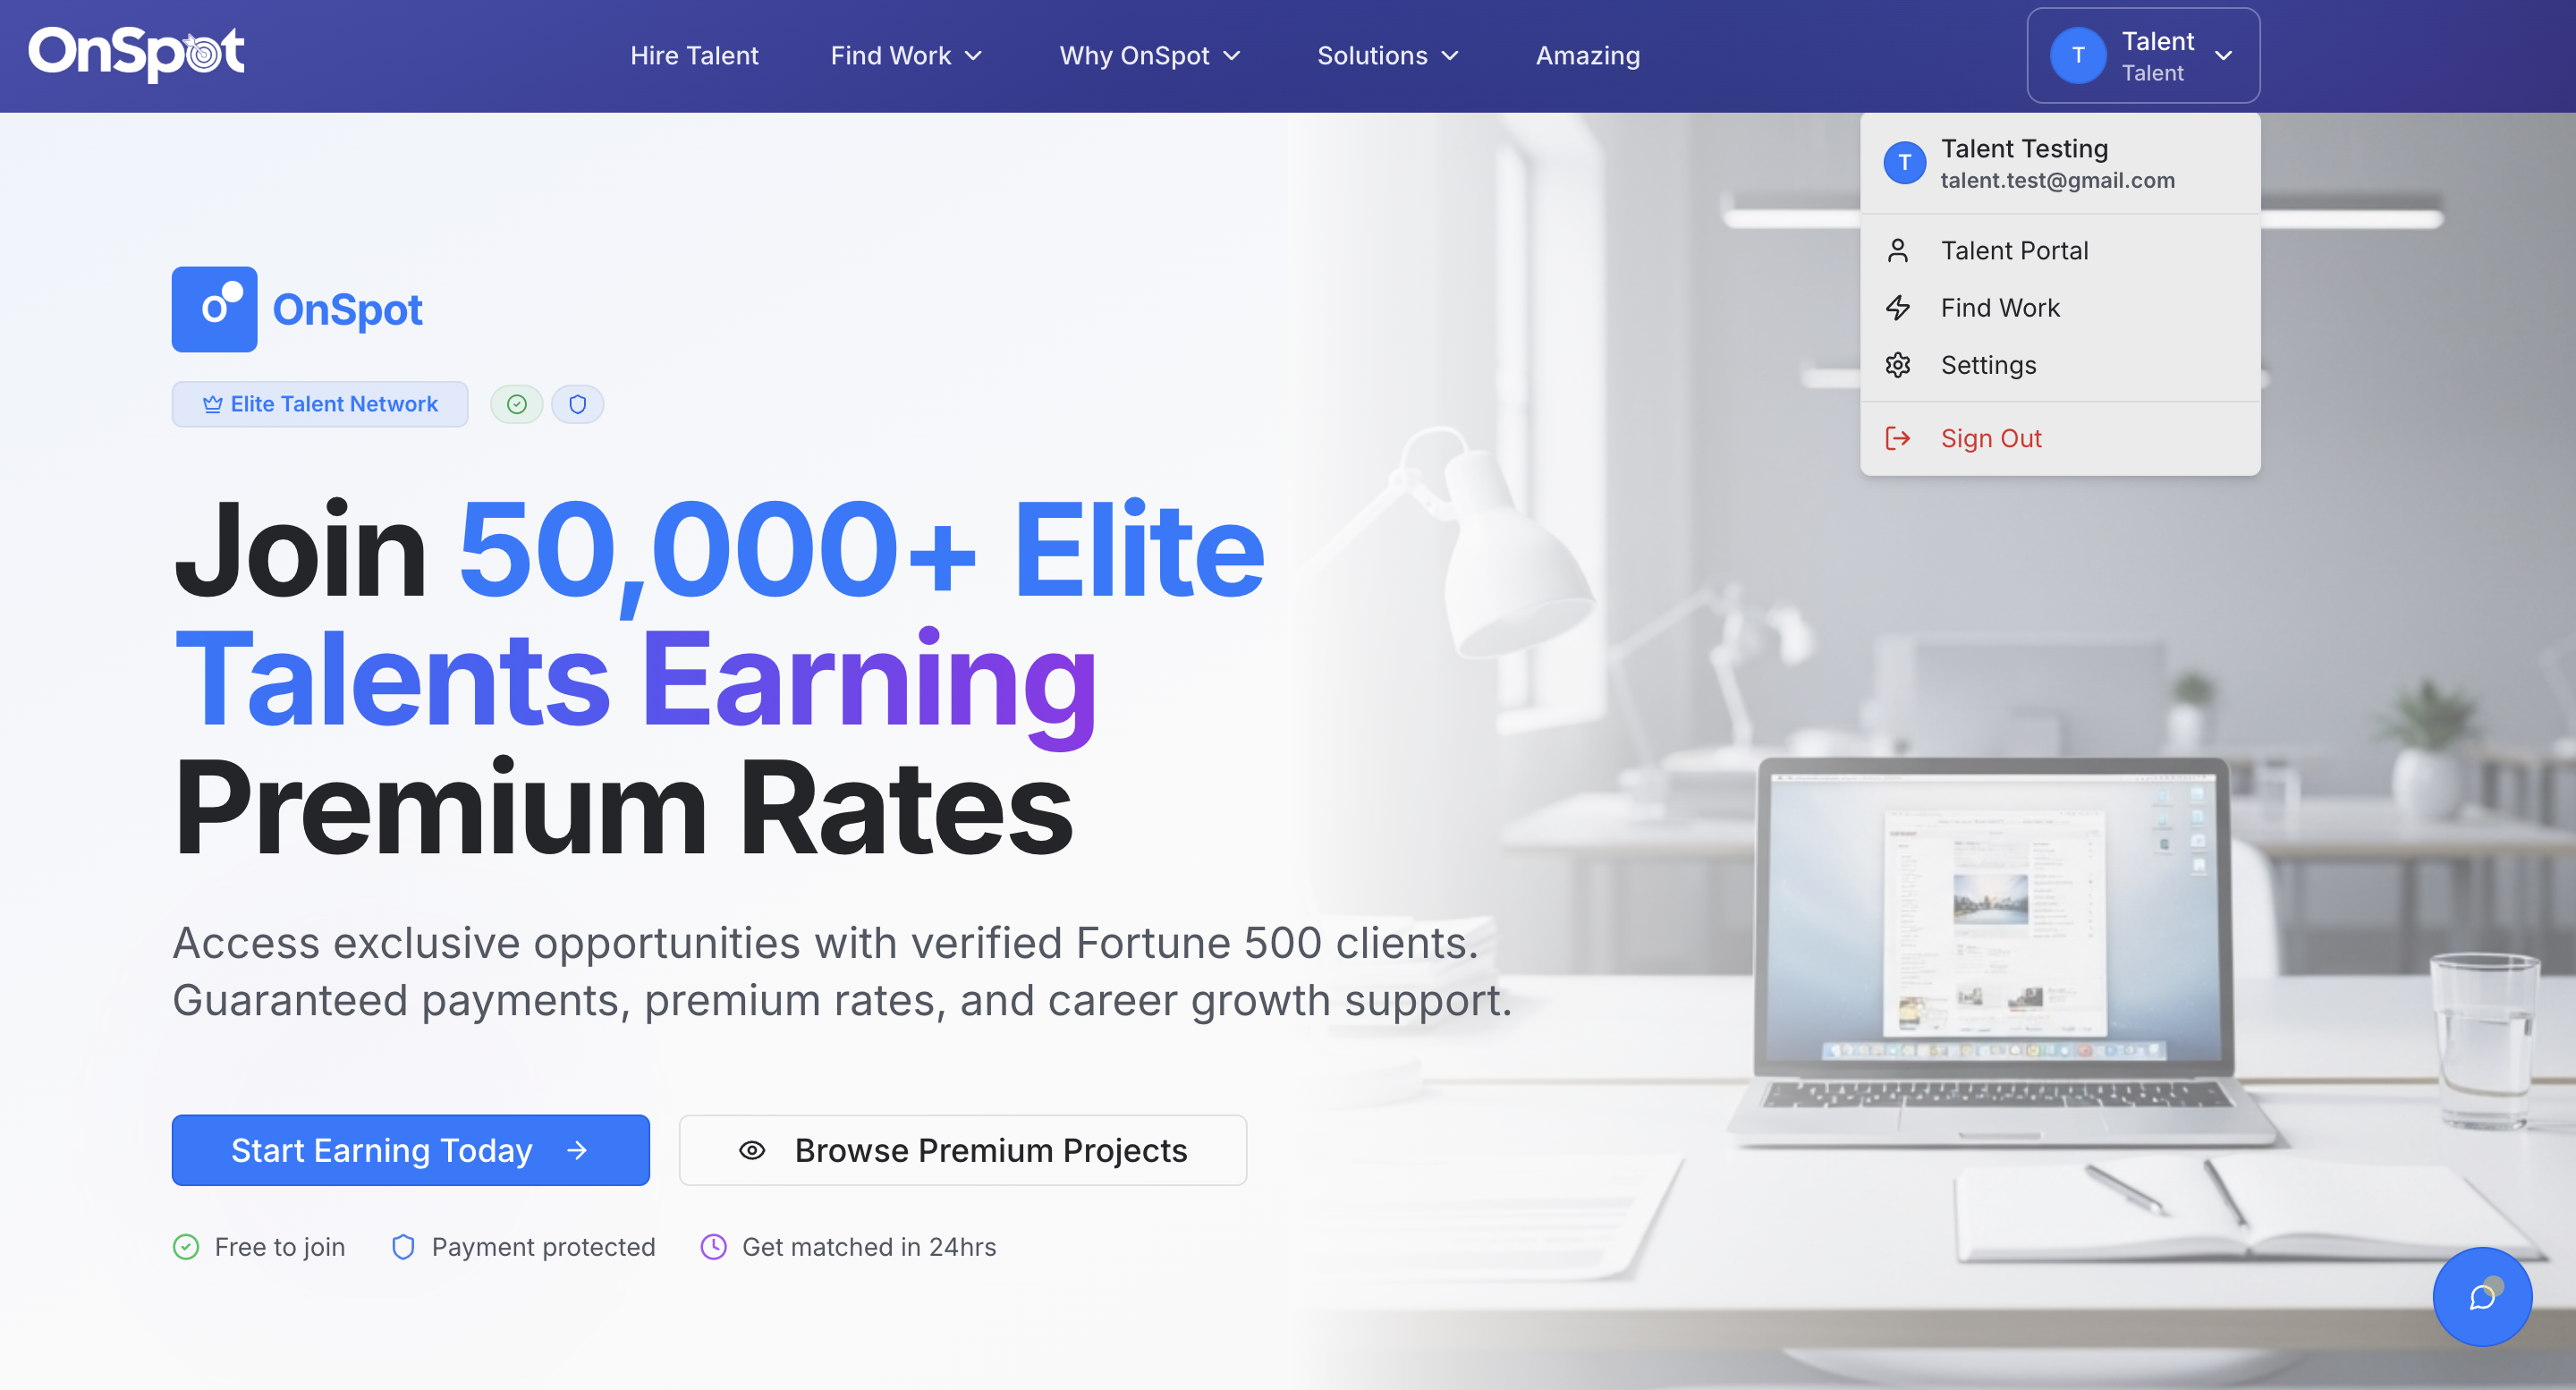 OnSpot
Hire Talent
Find Work
Why OnSpot
Solutions
Amazing
T
Talent
Talent
T
Talent Testing
talent.test@gmail.com
Talent Portal
Find Work
Settings
Sign Out
O
OnSpot
Elite Talent Network
Join 50,000+ Elite
Talents Earning
Premium Rates
Access exclusive opportunities with verified Fortune 500 clients.
Guaranteed payments, premium rates, and career growth support.
Start Earning Today
Browse Premium Projects
Free to join
Payment protected
Get matched in 24hrs